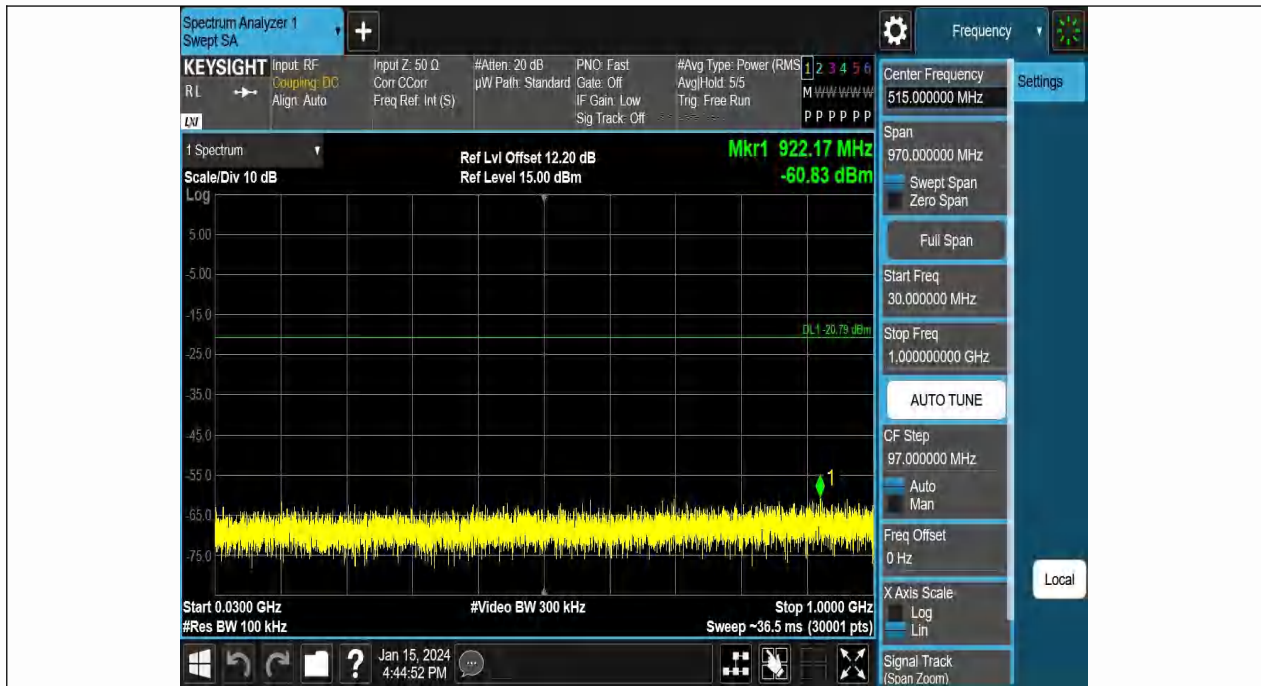 Spectrum Analyzer 1
Swept SA
+
Frequency
KEYSIGHT
RL
LXI
Input: RF
Coupling: DC
Align: Auto
Input Z: 50 Ω
Corr CCorr
Freq Ref: Int (S)
#Atten: 20 dB
µW Path: Standard
PNO: Fast
Gate: Off
IF Gain: Low
Sig Track: Off
#Avg Type: Power (RMS
Avg|Hold: 5/5
Trig: Free Run
1 2 3 4 5 6
M W W W W W
P P P P P P
1 Spectrum
Scale/Div 10 dB
Log
Ref Lvl Offset 12.20 dB
Ref Level 15.00 dBm
Mkr1 922.17 MHz
-60.83 dBm
5.00
-5.00
-15.0
DL1 -20.79 dBm
-25.0
-35.0
-45.0
-55.0
1
-65.0
-75.0
Start 0.0300 GHz
#Res BW 100 kHz
#Video BW 300 kHz
Stop 1.0000 GHz
Sweep ~36.5 ms (30001 pts)
?
Jan 15, 2024
4:44:52 PM
Center Frequency
515.000000 MHz
Settings
Span
970.000000 MHz
Swept Span
Zero Span
Full Span
Start Freq
30.000000 MHz
Stop Freq
1.000000000 GHz
AUTO TUNE
CF Step
97.000000 MHz
Auto
Man
Freq Offset
0 Hz
X Axis Scale
Log
Lin
Signal Track
(Span Zoom)
Local